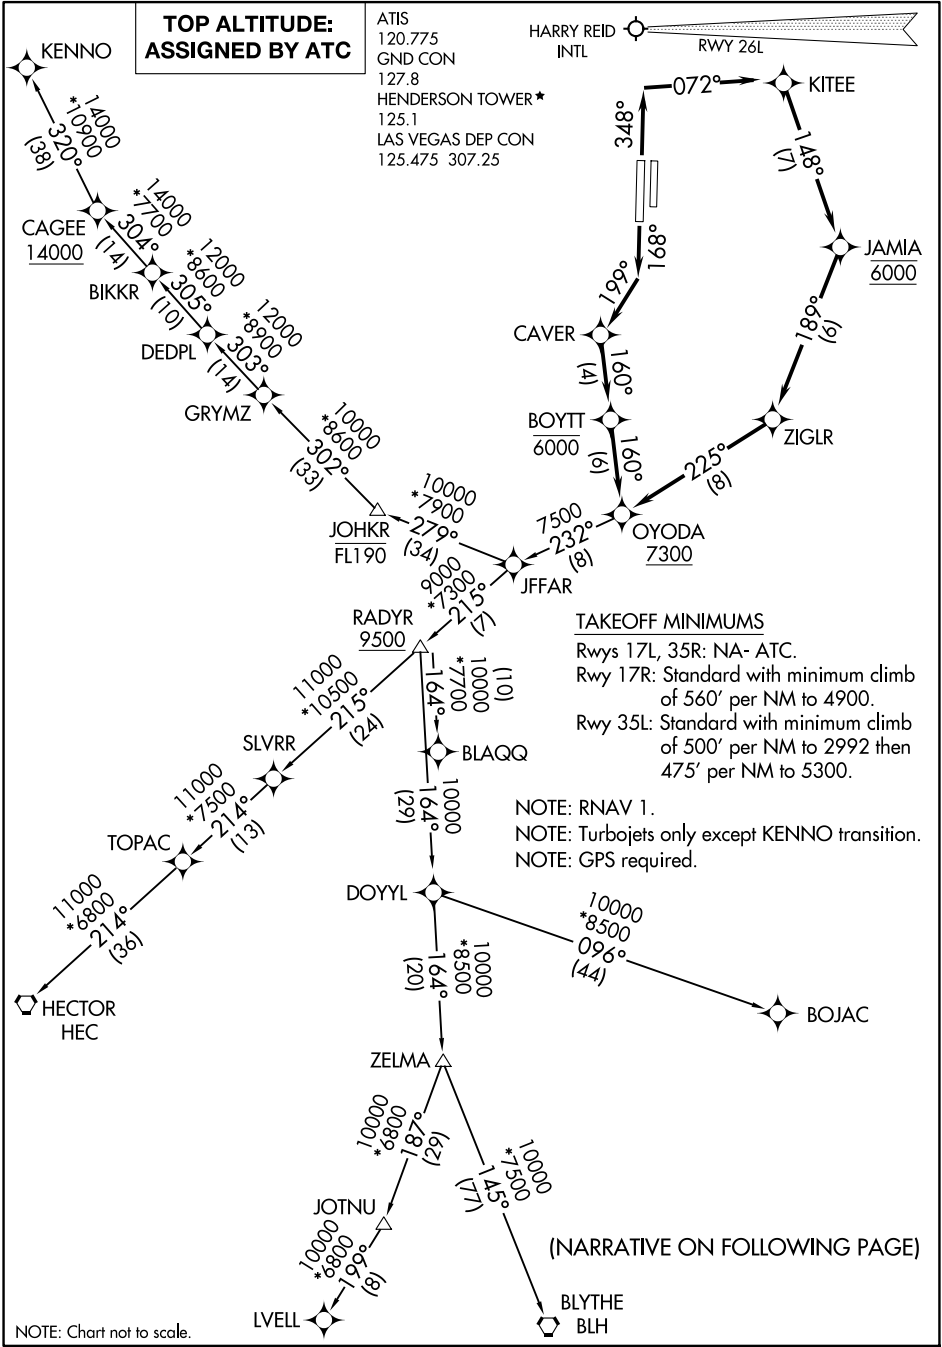 TOP ALTITUDE:
ASSIGNED BY ATC
ATIS
120.775
GND CON
127.8
HENDERSON TOWER★
125.1
LAS VEGAS DEP CON
125.475 307.25
HARRY REID
INTL
RWY 26L
KENNO
14000
*10900
320°
(38)
CAGEE
14000
14000
*7700
304°
(14)
BIKKR
12000
*8600
305°
(10)
DEDPL
12000
*8900
303°
(14)
GRYMZ
10000
*8600
302°
(33)
JOHKR
FL190
10000
*7900
279°
(34)
JFFAR
348°
072°
KITEE
148°
(7)
JAMIA
6000
189°
(6)
ZIGLR
225°
(8)
168°
199°
CAVER
160°
(4)
BOYTT
6000
160°
(6)
OYODA
7300
7500
232°
(8)
9000
*7300
215°
(7)
RADYR
9500
11000
*10500
215°
(24)
SLVRR
11000
*7500
214°
(13)
TOPAC
11000
*6800
214°
(36)
HECTOR
HEC
(10)
10000
*7700
164°
BLAQQ
10000
164°
(29)
DOYYL
10000
*8500
096°
(44)
BOJAC
10000
*8500
164°
(20)
ZELMA
10000
*6800
187°
(29)
JOTNU
10000
*6800
199°
(8)
LVELL
10000
*7500
145°
(77)
BLYTHE
BLH
TAKEOFF MINIMUMS
Rwys 17L, 35R: NA- ATC.
Rwy 17R: Standard with minimum climb
of 560' per NM to 4900.
Rwy 35L: Standard with minimum climb
of 500' per NM to 2992 then
475' per NM to 5300.
NOTE: RNAV 1.
NOTE: Turbojets only except KENNO transition.
NOTE: GPS required.
(NARRATIVE ON FOLLOWING PAGE)
NOTE: Chart not to scale.